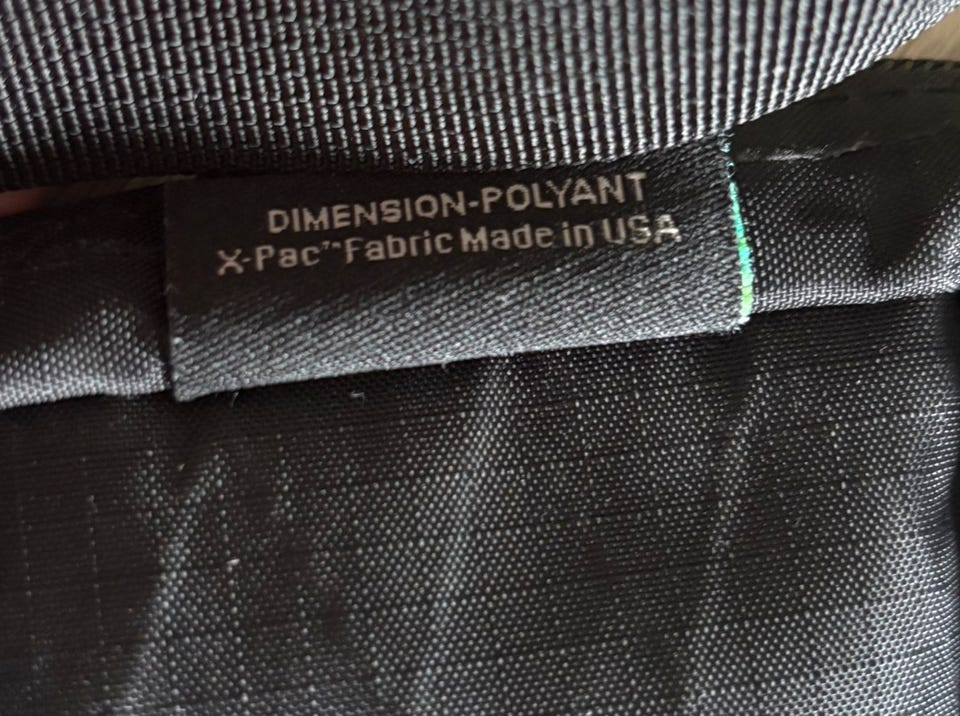 DIMENSION-POLYANT
X-Pac™ Fabric Made in USA